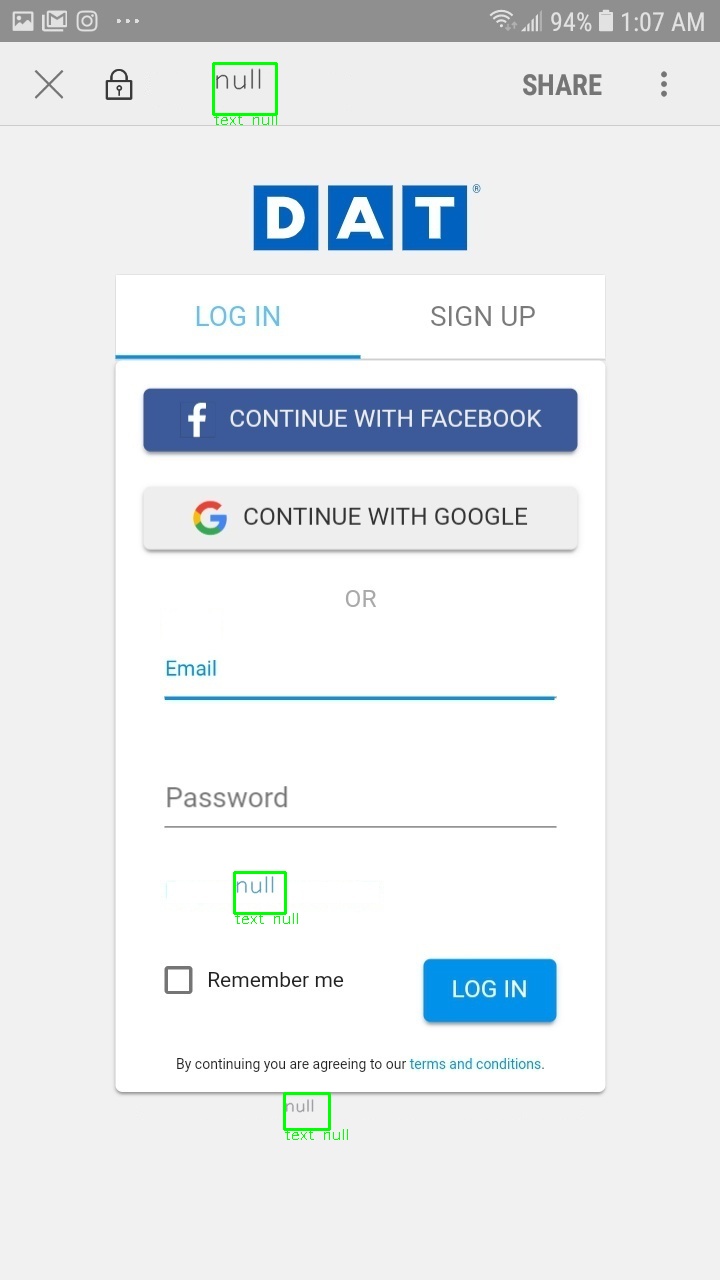 94% 1:07 AM
null SHARE
text null
DAT®
LOG IN SIGN UP
f CONTINUE WITH FACEBOOK
G CONTINUE WITH GOOGLE
OR
Email
Password
null
text null
Remember me LOG IN
By continuing you are agreeing to our terms and conditions.
null
text null